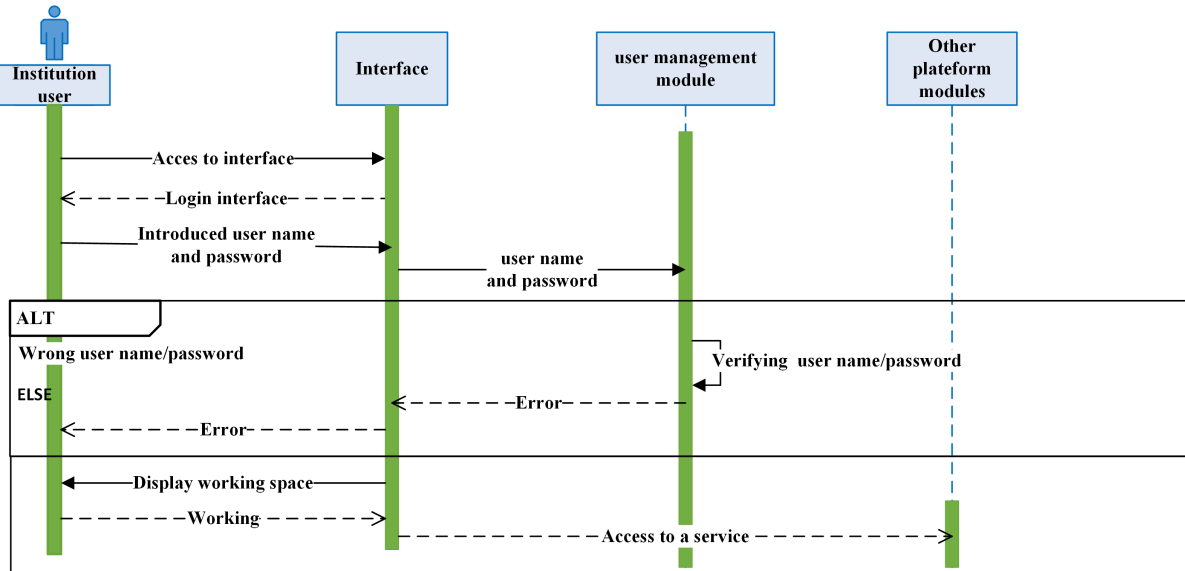 Institution
user
Interface
user management
module
Other
plateform
modules
Acces to interface
Login interface
Introduced user name
and password
user name
and password
ALT
Wrong user name/password
Verifying  user name/password
ELSE
Error
Error
Display working space
Working
Access to a service